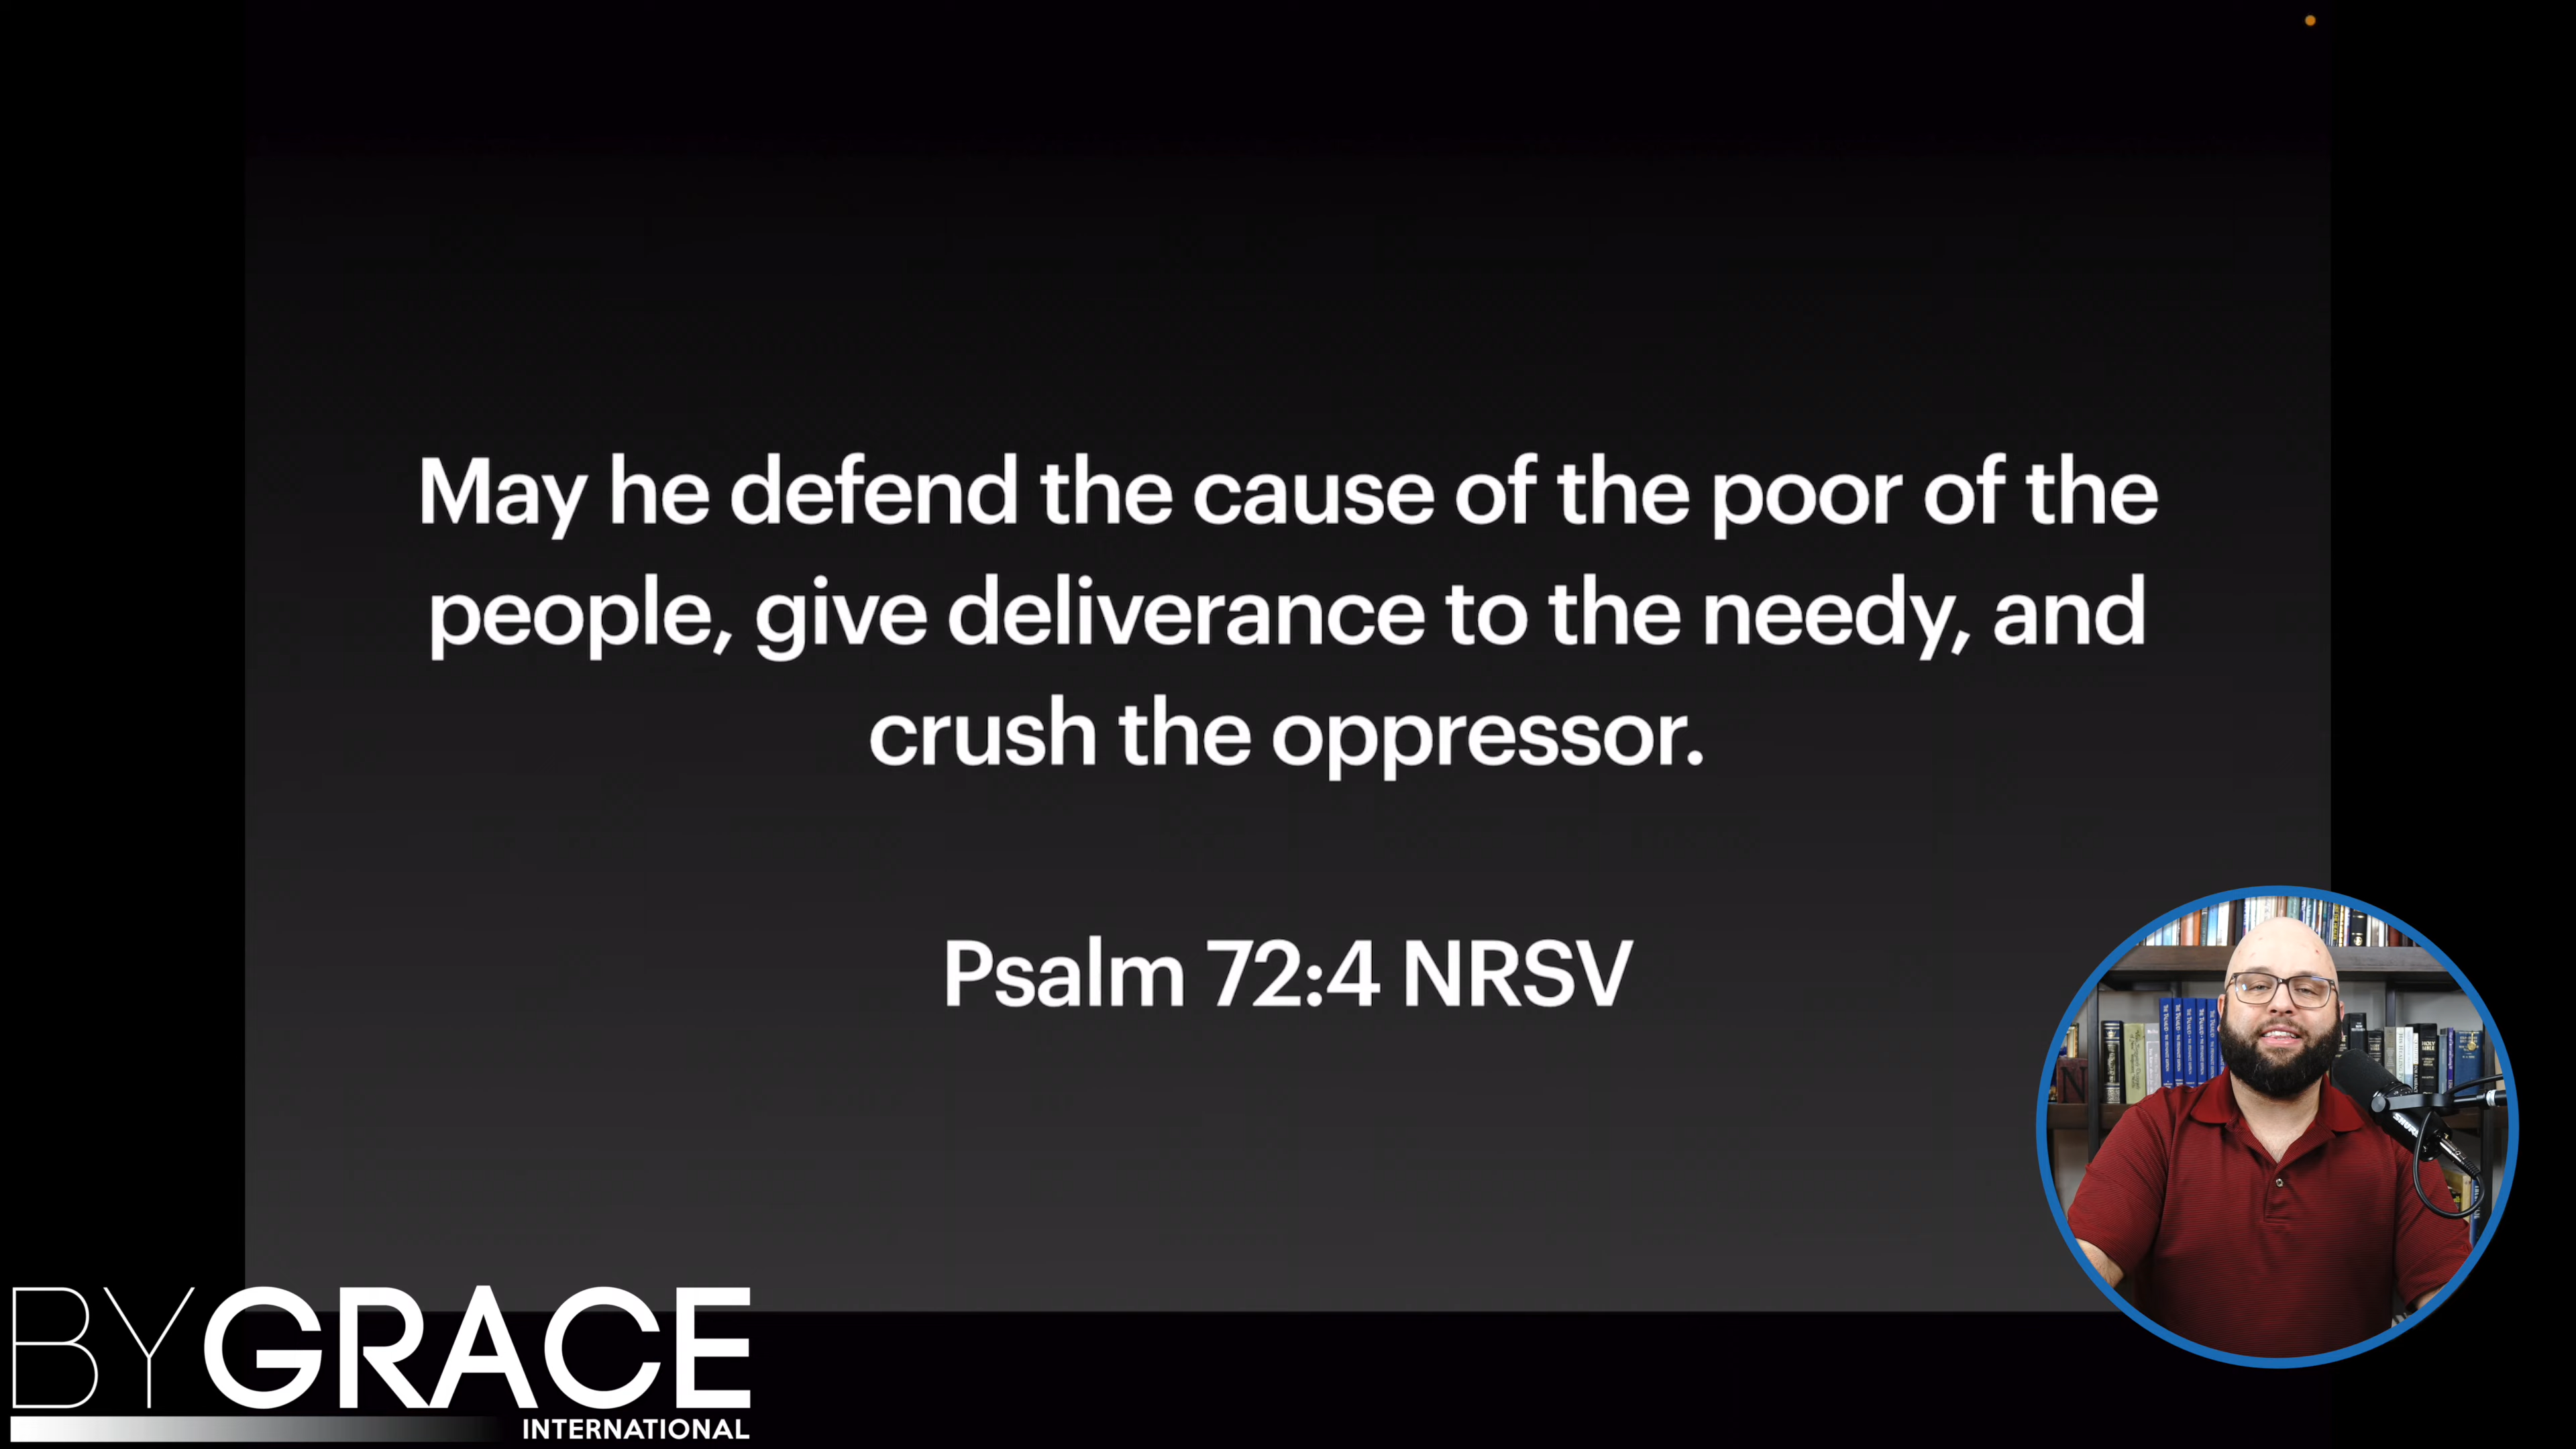 May he defend the cause of the poor of the
people, give deliverance to the needy, and
crush the oppressor.
Psalm 72:4 NRSV
BYGRACE
INTERNATIONAL